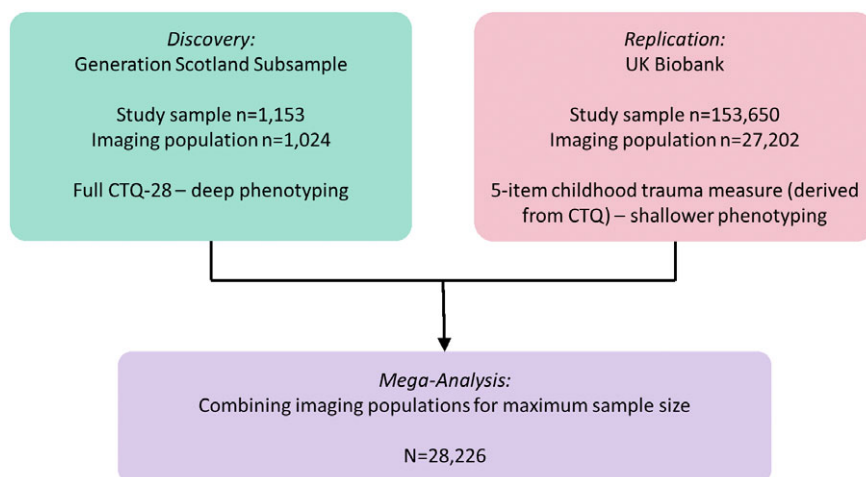 Discovery:
Generation Scotland Subsample
Study sample n=1,153
Imaging population n=1,024
Full CTQ-28 – deep phenotyping
Replication:
UK Biobank
Study sample n=153,650
Imaging population n=27,202
5-item childhood trauma measure (derived
from CTQ) – shallower phenotyping
Mega-Analysis:
Combining imaging populations for maximum sample size
N=28,226